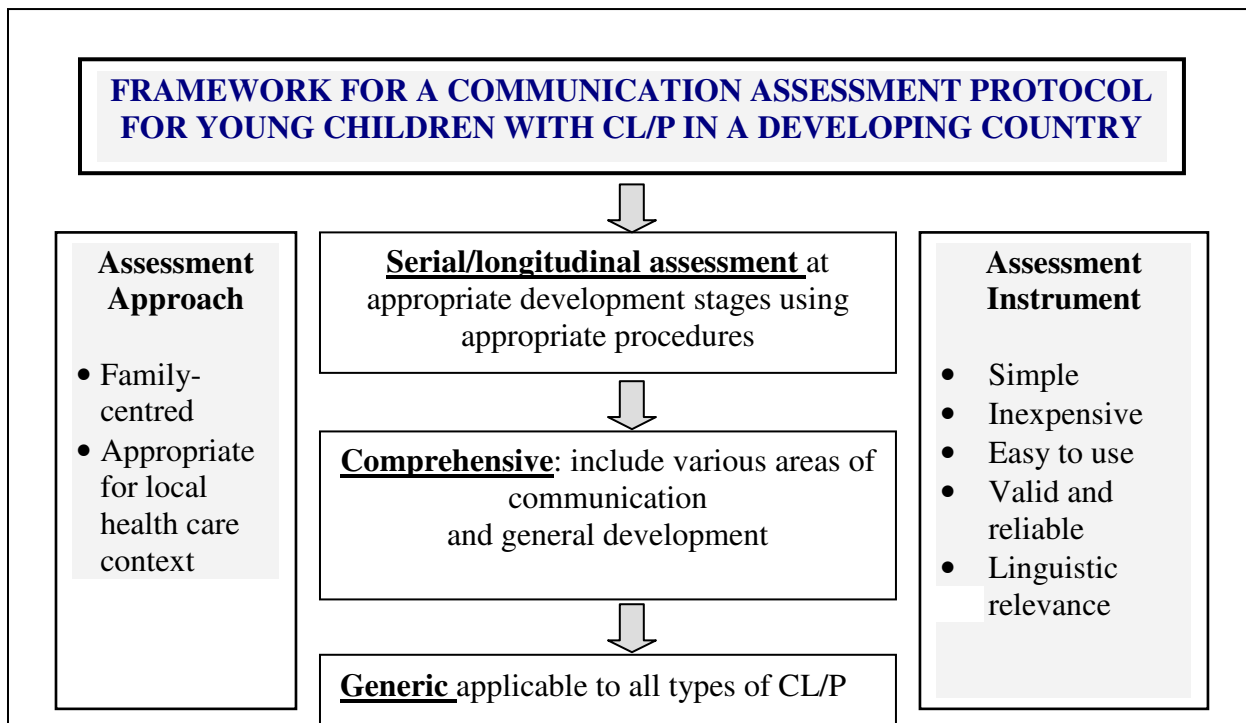 FRAMEWORK FOR A COMMUNICATION ASSESSMENT PROTOCOL
FOR YOUNG CHILDREN WITH CL/P IN A DEVELOPING COUNTRY
Assessment
Approach
• Family-
centred
• Appropriate
for local
health care
context
Serial/longitudinal assessment at
appropriate development stages using
appropriate procedures
Comprehensive: include various areas of
communication
and general development
Generic applicable to all types of CL/P
Assessment
Instrument
• Simple
• Inexpensive
• Easy to use
• Valid and
reliable
• Linguistic
relevance